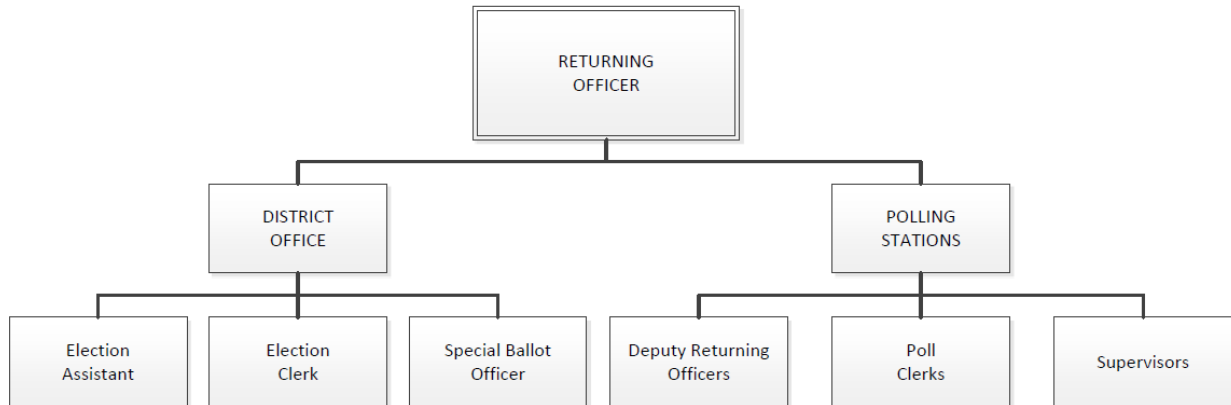 RETURNING
OFFICER
DISTRICT
OFFICE
POLLING
STATIONS
Election
Assistant
Election
Clerk
Special Ballot
Officer
Deputy Returning
Officers
Poll
Clerks
Supervisors